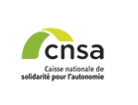 cnsa
Caisse nationale de
solidarité pour l'autonomie